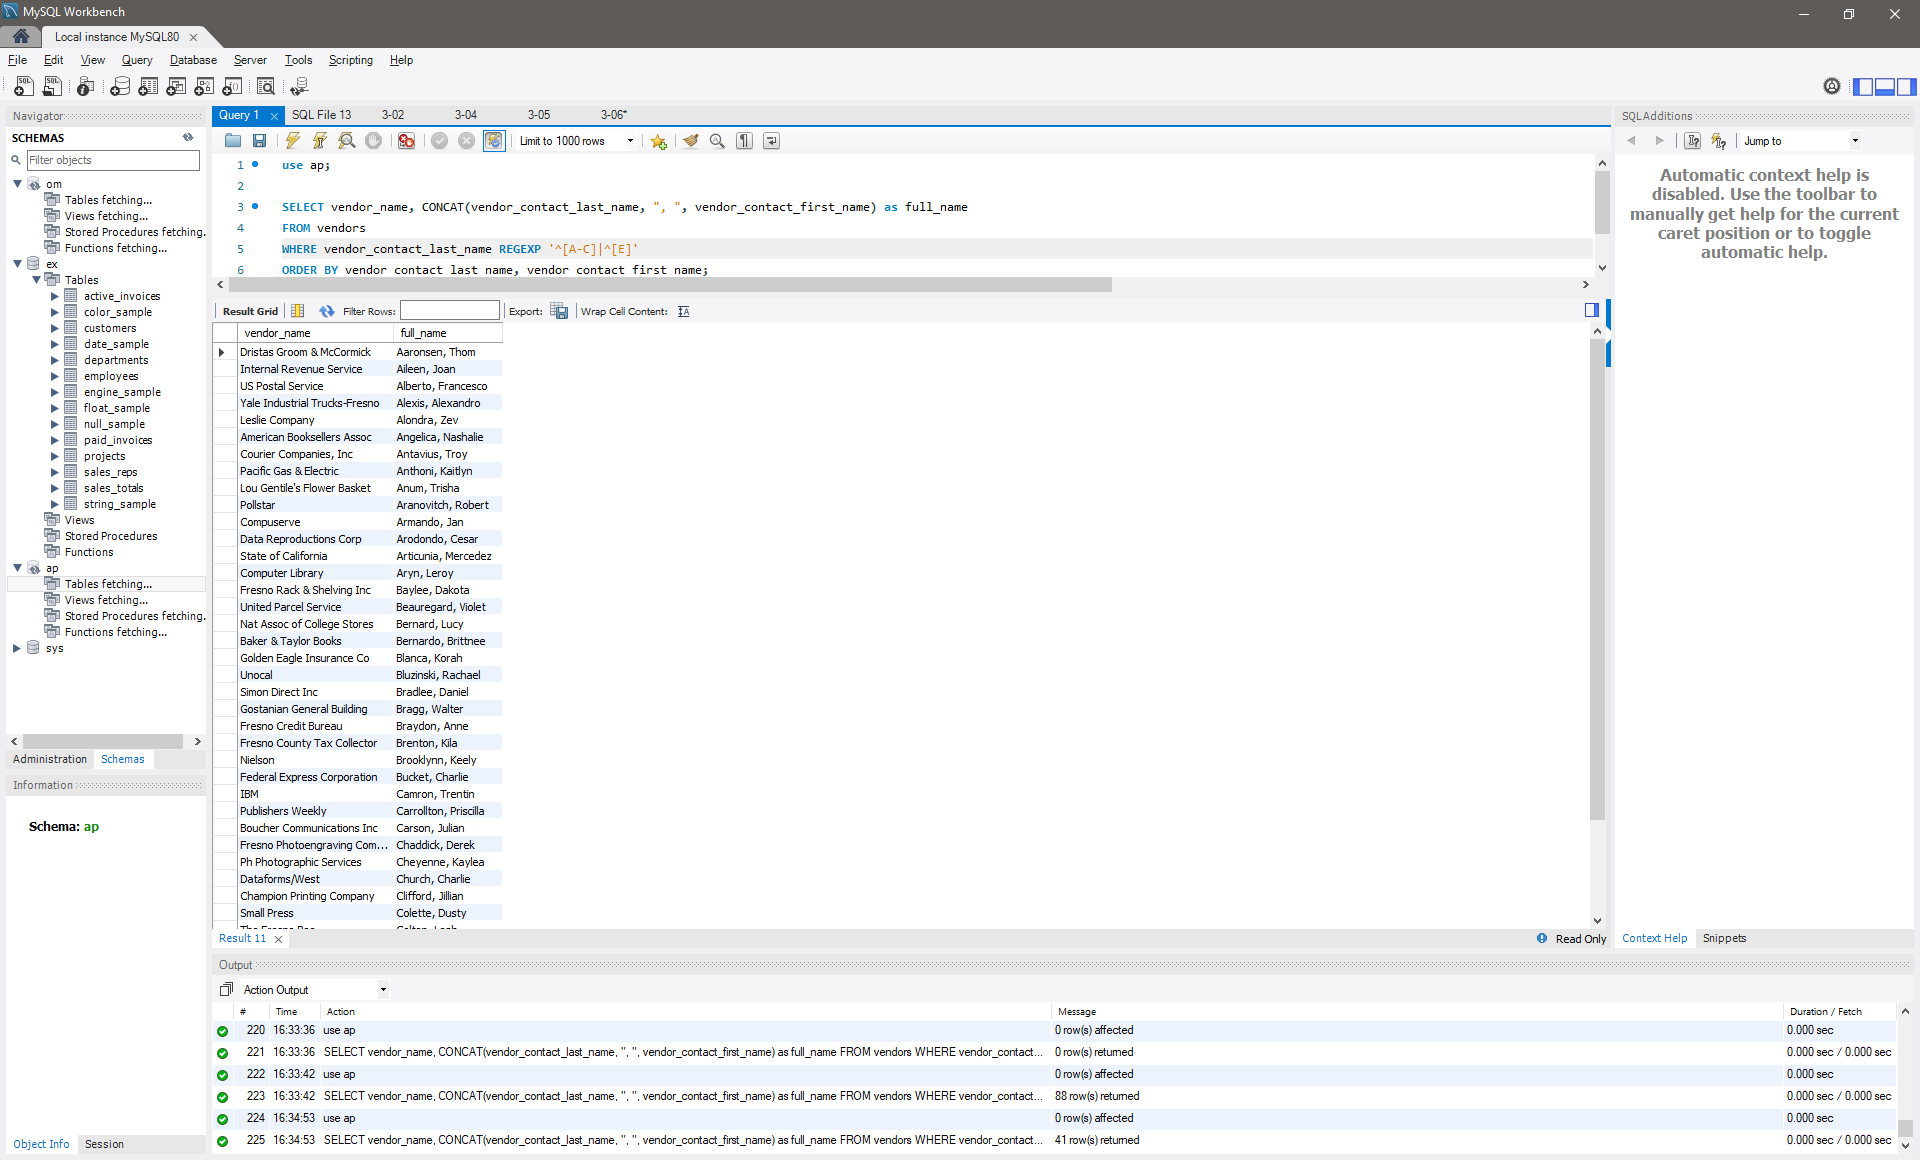 MySQL Workbench
Local instance MySQL80
File Edit View Query Database Server Tools Scripting Help
Navigator
SCHEMAS
Filter objects
om
Tables fetching...
Views fetching...
Stored Procedures fetching.
Functions fetching...
ex
Tables
active_invoices
color_sample
customers
date_sample
departments
employees
engine_sample
float_sample
null_sample
paid_invoices
projects
sales_reps
sales_totals
string_sample
Views
Stored Procedures
Functions
ap
Tables fetching...
Views fetching...
Stored Procedures fetching.
Functions fetching...
sys
Administration Schemas
Information
Schema: ap
Object Info Session
Query 1 SQL File 13 3-02 3-04 3-05 3-06*
Limit to 1000 rows
1 use ap;
2
3 SELECT vendor_name, CONCAT(vendor_contact_last_name, ", ", vendor_contact_first_name) as full_name
4 FROM vendors
5 WHERE vendor_contact_last_name REGEXP '^[A-C]|^[E]'
6 ORDER BY vendor_contact_last_name, vendor_contact_first_name;
Result Grid Filter Rows: Export: Wrap Cell Content:
vendor_name full_name
Dristas Groom & McCormick Aaronsen, Thom
Internal Revenue Service Aileen, Joan
US Postal Service Alberto, Francesco
Yale Industrial Trucks-Fresno Alexis, Alexandro
Leslie Company Alondra, Zev
American Booksellers Assoc Angelica, Nashalie
Courier Companies, Inc Antavius, Troy
Pacific Gas & Electric Anthoni, Kaitlyn
Lou Gentile's Flower Basket Anum, Trisha
Pollstar Aranovitch, Robert
Compuserve Armando, Jan
Data Reproductions Corp Arodondo, Cesar
State of California Articunia, Mercedez
Computer Library Aryn, Leroy
Fresno Rack & Shelving Inc Baylee, Dakota
United Parcel Service Beauregard, Violet
Nat Assoc of College Stores Bernard, Lucy
Baker & Taylor Books Bernardo, Brittnee
Golden Eagle Insurance Co Blanca, Korah
Unocal Bluzinski, Rachael
Simon Direct Inc Bradlee, Daniel
Gostanian General Building Bragg, Walter
Fresno Credit Bureau Braydon, Anne
Fresno County Tax Collector Brenton, Kila
Nielson Brooklynn, Keely
Federal Express Corporation Bucket, Charlie
IBM Camron, Trentin
Publishers Weekly Carrollton, Priscilla
Boucher Communications Inc Carson, Julian
Fresno Photoengraving Com... Chaddick, Derek
Ph Photographic Services Cheyenne, Kaylea
Dataforms/West Church, Charlie
Champion Printing Company Clifford, Jillian
Small Press Colette, Dusty
Result 11
Read Only
SQLAdditions
Jump to
Automatic context help is
disabled. Use the toolbar to
manually get help for the current
caret position or to toggle
automatic help.
Context Help Snippets
Output
Action Output
# Time Action Message Duration / Fetch
220 16:33:36 use ap 0 row(s) affected 0.000 sec
221 16:33:36 SELECT vendor_name, CONCAT(vendor_contact_last_name, ", ", vendor_contact_first_name) as full_name FROM vendors WHERE vendor_contact... 0 row(s) returned 0.000 sec / 0.000 sec
222 16:33:42 use ap 0 row(s) affected 0.000 sec
223 16:33:42 SELECT vendor_name, CONCAT(vendor_contact_last_name, ", ", vendor_contact_first_name) as full_name FROM vendors WHERE vendor_contact... 88 row(s) returned 0.000 sec / 0.000 sec
224 16:34:53 use ap 0 row(s) affected 0.000 sec
225 16:34:53 SELECT vendor_name, CONCAT(vendor_contact_last_name, ", ", vendor_contact_first_name) as full_name FROM vendors WHERE vendor_contact... 41 row(s) returned 0.000 sec / 0.000 sec